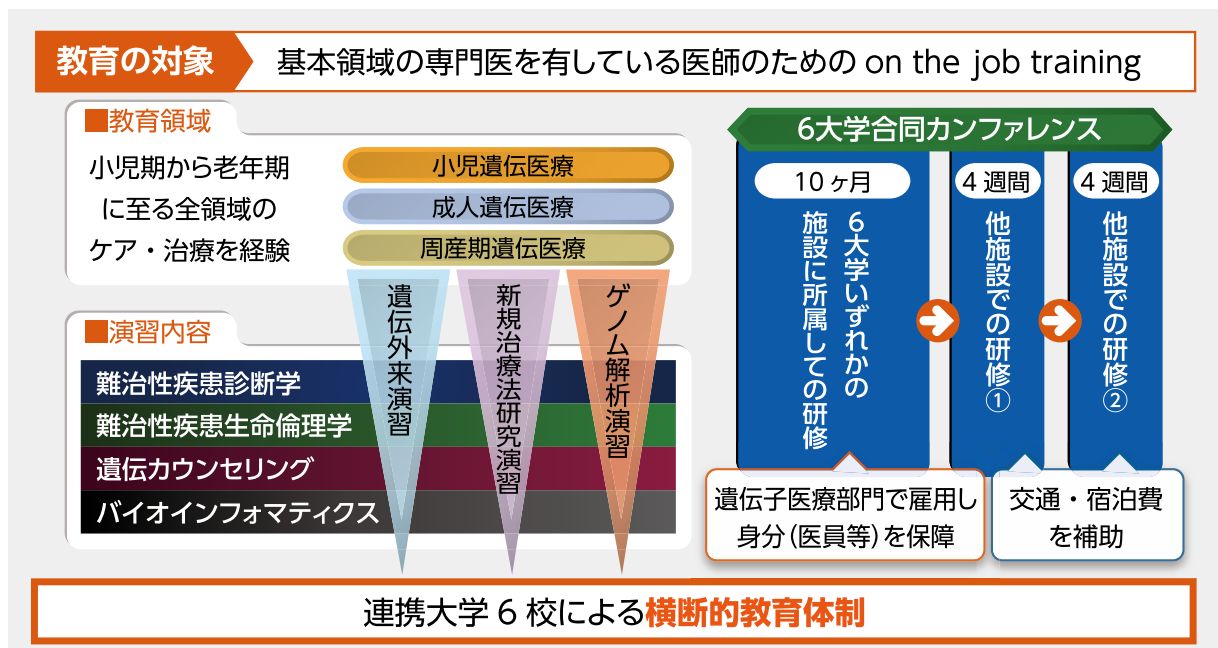 教育の対象
基本領域の専門医を有している医師のための on the job training
■教育領域
小児期から老年期
に至る全領域の
ケア・治療を経験
小児遺伝医療
成人遺伝医療
周産期遺伝医療
遺伝外来演習
新規治療法研究演習
ゲノム解析演習
■演習内容
難治性疾患診断学
難治性疾患生命倫理学
遺伝カウンセリング
バイオインフォマティクス
6大学合同カンファレンス
10ヶ月
6大学いずれかの
施設に所属しての研修
4週間
他施設での研修①
4週間
他施設での研修②
遺伝子医療部門で雇用し
身分（医員等）を保障
交通・宿泊費
を補助
連携大学6校による横断的教育体制